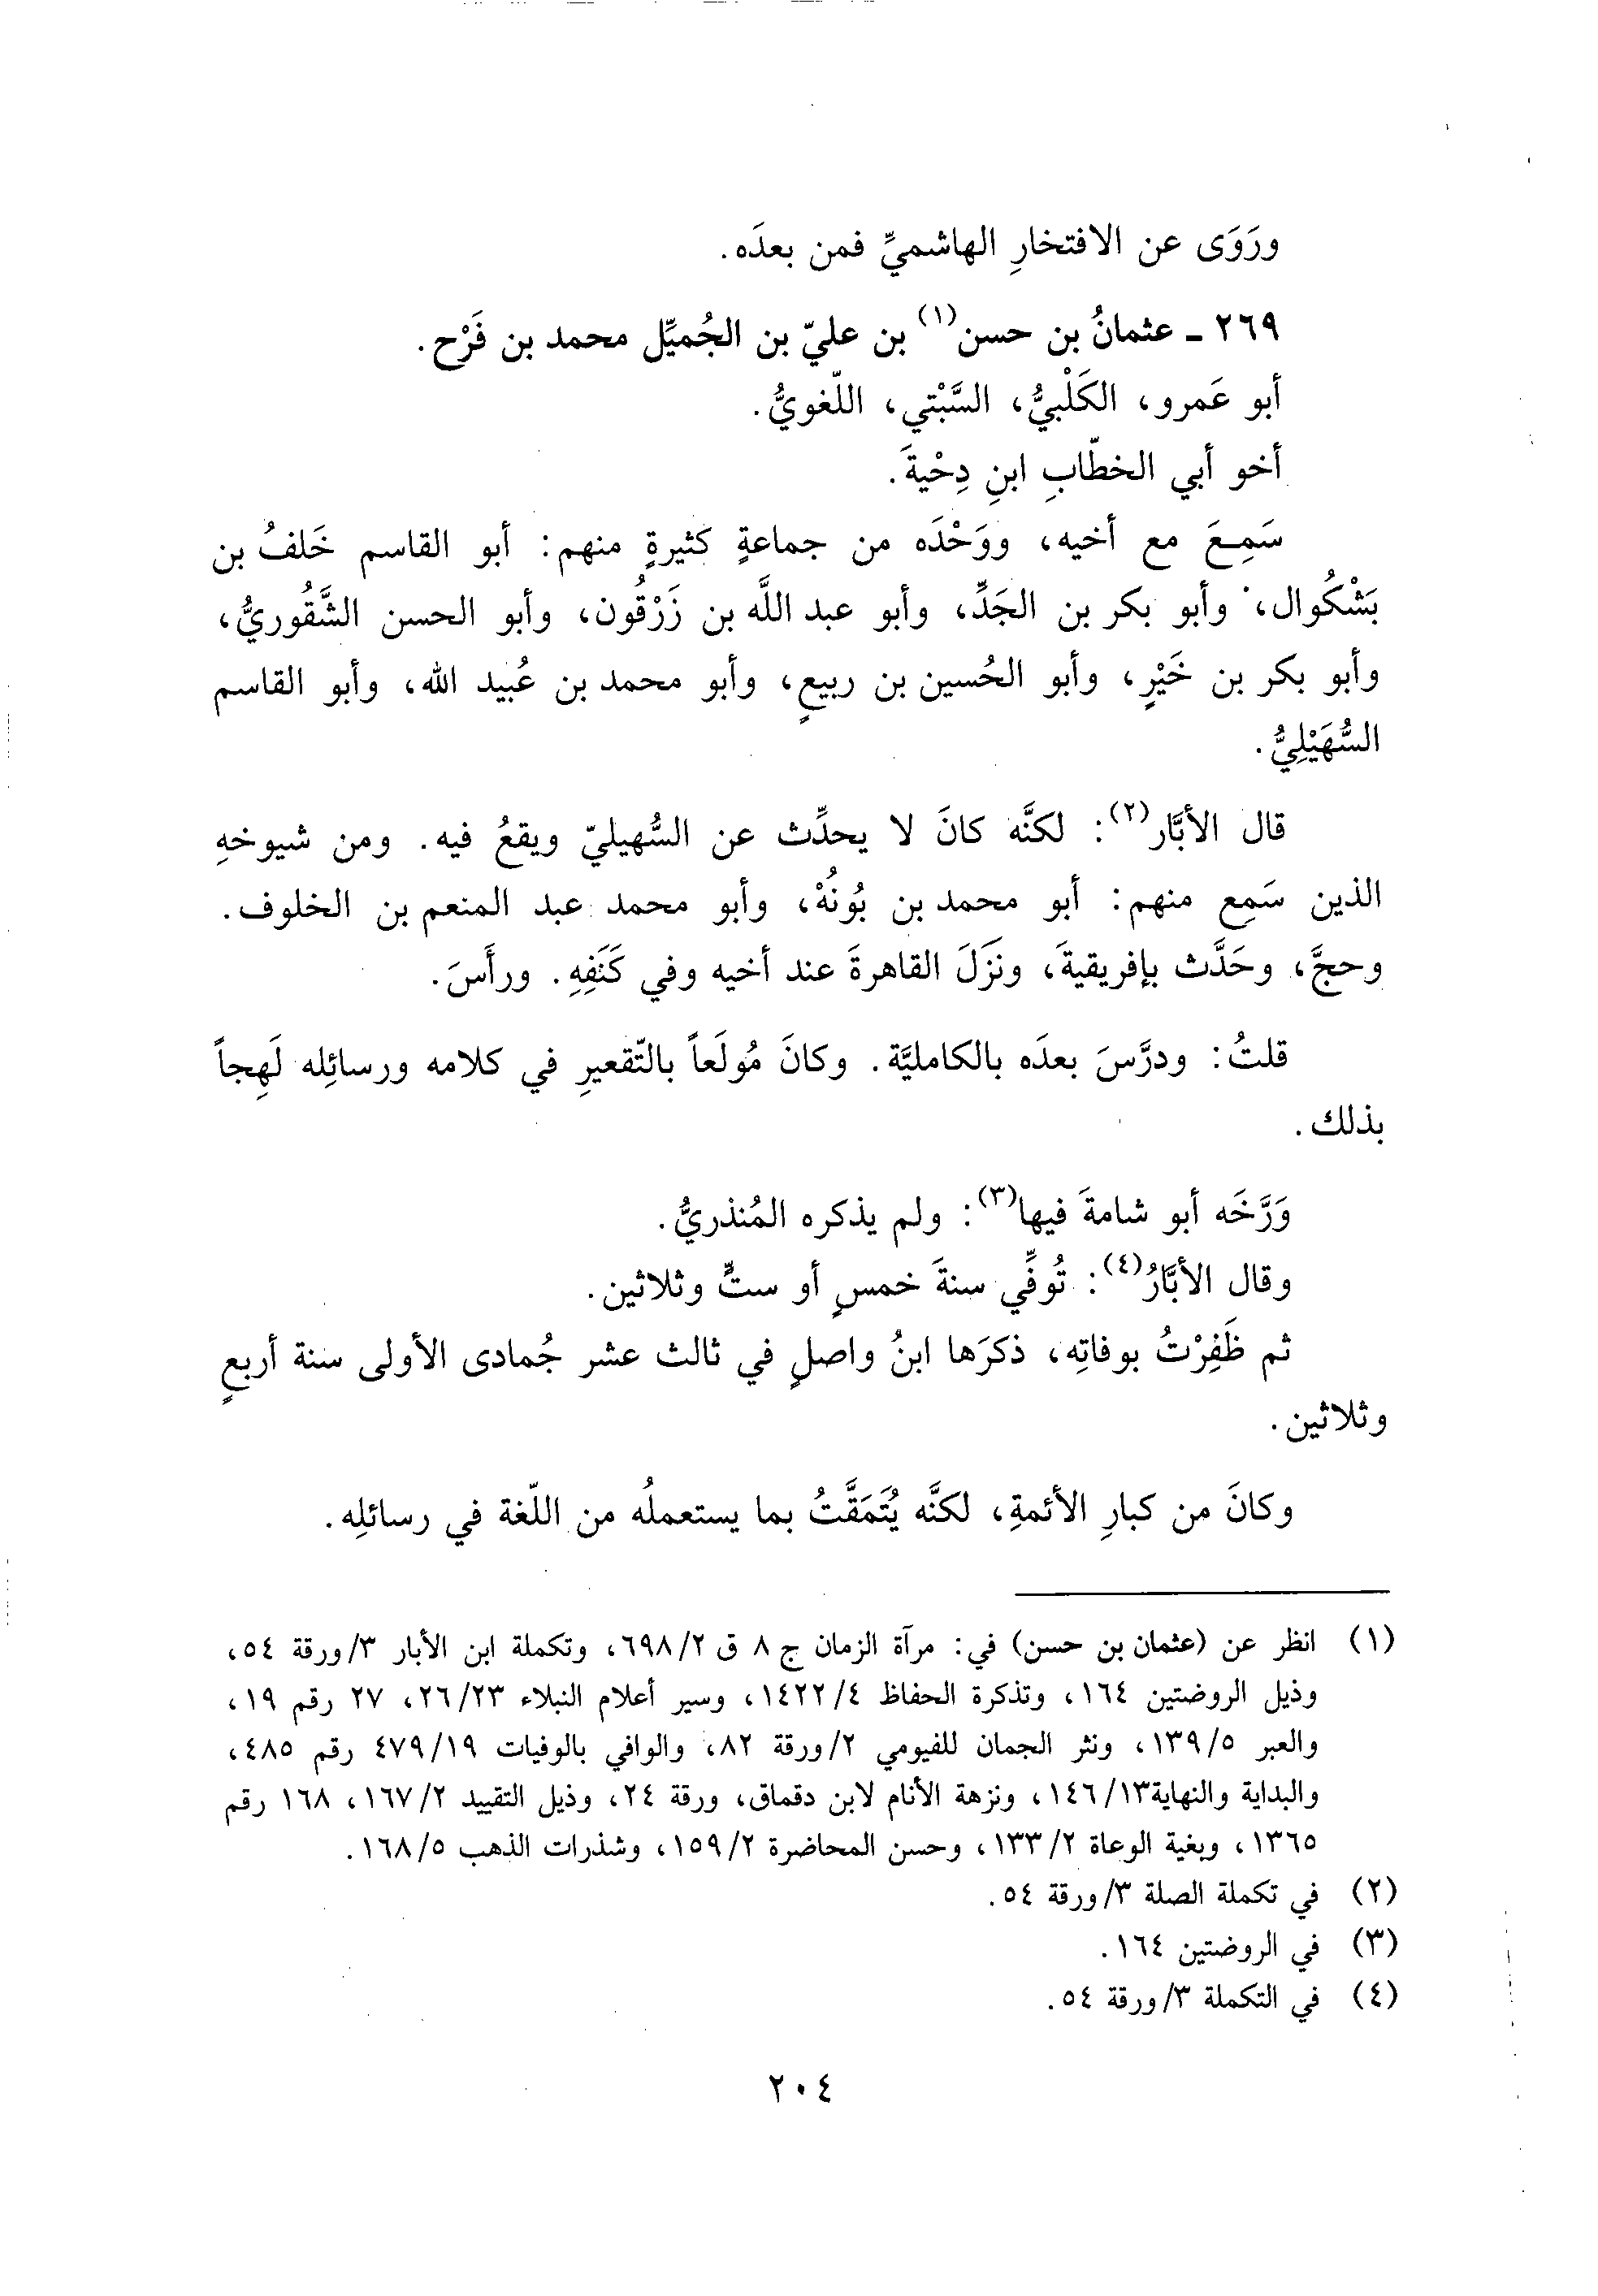 ورَوَى عن الافتخارِ الهاشميِّ فمن بعدَه.
٢٦٩ ـ عثمانُ بن حسن(١) بن عليّ بن الجُميِّل محمد بن فَرْح.
أبو عَمرو، الكَلْبيُّ، السَّبْتي، اللّغويُّ.
أخو أبي الخطّابِ ابنِ دِحْيةَ.
سَمِعَ مع أخيه، ووَحْدَه من جماعةٍ كثيرةٍ منهم: أبو القاسم خَلفُ بن
بَشْكُوال، وأبو بكر بن الجَدِّ، وأبو عبد اللَّه بن زَرْقُون، وأبو الحسن الشَّقُوريُّ،
وأبو بكر بن خَيْرٍ، وأبو الحُسين بن ربيعٍ، وأبو محمد بن عُبيد الله، وأبو القاسم
السُّهَيْلِيُّ.
قال الأبَّار(٢): لكنَّه كانَ لا يحدِّث عن السُّهيليّ ويقعُ فيه. ومن شيوخهِ
الذين سَمِع منهم: أبو محمد بن بُونُهْ، وأبو محمد عبد المنعم بن الخلوف.
وحجَّ، وحَدَّث بإفريقيةَ، ونَزَلَ القاهرةَ عند أخيه وفي كَنَفِهِ. ورأَسَ.
قلتُ: ودرَّسَ بعدَه بالكامليَّة. وكانَ مُولَعاً بالتّقعيرِ في كلامه ورسائِله لَهِجاً
بذلك.
وَرَّخَه أبو شامةَ فيها(٣): ولم يذكره المُنذريُّ.
وقال الأبَّارُ(٤): تُوفِّي سنةَ خمسٍ أو ستٍّ وثلاثين.
ثم ظَفِرْتُ بوفاتِه، ذكرَها ابنُ واصلٍ في ثالث عشر جُمادى الأولى سنة أربعٍ
وثلاثين.
وكانَ من كبارِ الأئمةِ، لكنَّه يُتَمَقَّتُ بما يستعملُه من اللّغة في رسائلِه.
(١) انظر عن (عثمان بن حسن) في: مرآة الزمان ج ٨ ق ٦٩٨/٢، وتكملة ابن الأبار ٣/ورقة ٥٤،
وذيل الروضتين ١٦٤، وتذكرة الحفاظ ١٤٢٢/٤، وسير أعلام النبلاء ٢٦/٢٣، ٢٧ رقم ١٩،
والعبر ١٣٩/٥، ونثر الجمان للفيومي ٢/ورقة ٨٢، والوافي بالوفيات ٤٧٩/١٩ رقم ٤٨٥،
والبداية والنهاية١٤٦/١٣، ونزهة الأنام لابن دقماق، ورقة ٢٤، وذيل التقييد ١٦٧/٢، ١٦٨ رقم
١٣٦٥، وبغية الوعاة ١٣٣/٢، وحسن المحاضرة ١٥٩/٢، وشذرات الذهب ١٦٨/٥.
(٢) في تكملة الصلة ٣/ورقة ٥٤.
(٣) في الروضتين ١٦٤.
(٤) في التكملة ٣/ورقة ٥٤.
٢٠٤